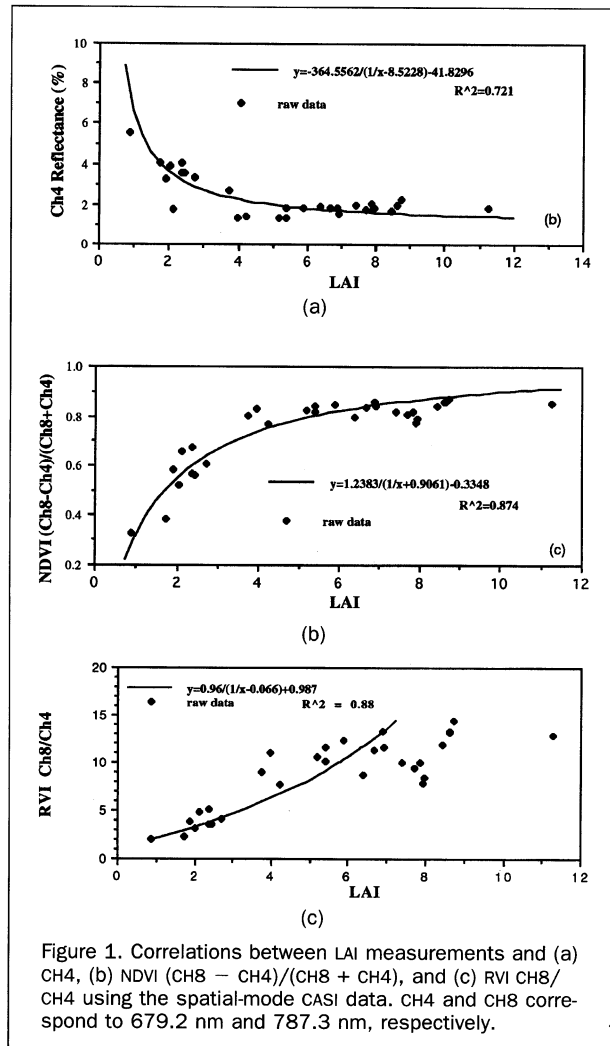 Ch4 Reflectance (%)
10
8
6
4
2
0
y=-364.5562/(1/x-8.5228)-41.8296
R^2=0.721
raw data
(b)
0 2 4 6 8 10 12 14
LAI
(a)
NDVI (Ch8-Ch4)/(Ch8+Ch4)
1.0
0.8
0.6
0.4
0.2
y=1.2383/(1/x+0.9061)-0.3348
R^2=0.874
raw data
(c)
0 2 4 6 8 10 12
LAI
(b)
RVI Ch8/Ch4
20
15
10
5
0
y=0.96/(1/x-0.066)+0.987
raw data R^2 = 0.88
0 2 4 6 8 10 12
LAI
(c)
Figure 1. Correlations between LAI measurements and (a)
CH4, (b) NDVI (CH8 − CH4)/(CH8 + CH4), and (c) RVI CH8/
CH4 using the spatial-mode CASI data. CH4 and CH8 corre-
spond to 679.2 nm and 787.3 nm, respectively.